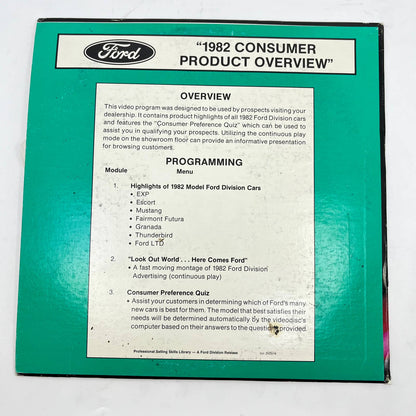 Ford
"1982 CONSUMER
PRODUCT OVERVIEW"
OVERVIEW
This video program was designed to be used by prospects visiting your
dealership. It contains product highlights of all 1982 Ford Division cars
and features the "Consumer Preference Quiz" which can be used to
assist you in qualifying your prospects. Utilizing the continuous play
mode on the showroom floor can provide an informative presentation
for browsing customers.
PROGRAMMING
Module Menu
1. Highlights of 1982 Model Ford Division Cars
• EXP
• Escort
• Mustang
• Fairmont Futura
• Granada
• Thunderbird
• Ford LTD
2. "Look Out World . . . Here Comes Ford"
• A fast moving montage of 1982 Ford Division
Advertising (continuous play)
3. Consumer Preference Quiz
• Assist your customers in determining which of Ford's many
new cars is best for them. The model that best satisfies their
needs will be determined automatically by the videodisc's
computer based on their answers to the questions provided.
Professional Selling Skills Library — A Ford Division Release